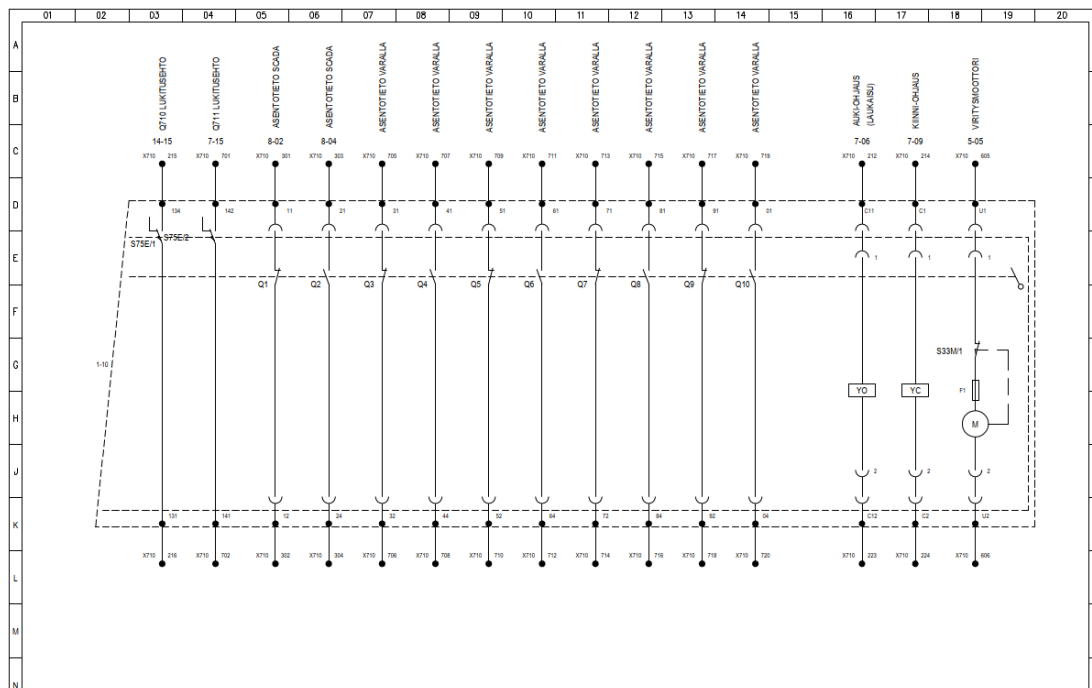 01 02 03 04 05 06 07 08 09 10 11 12 13 14 15 16 17 18 19 20
A
B
C
D
E
F
G
H
J
K
L
M
N
Q710 LUKITUSEHTO
Q711 LUKITUSEHTO
ASENTOTIETO SCADA
ASENTOTIETO SCADA
ASENTOTIETO VARALLA
ASENTOTIETO VARALLA
ASENTOTIETO VARALLA
ASENTOTIETO VARALLA
ASENTOTIETO VARALLA
ASENTOTIETO VARALLA
ASENTOTIETO VARALLA
ASENTOTIETO VARALLA
AUKI-OHJAUS
(LAUKAISU)
KIINNI-OHJAUS
VIRITYSMOOTTORI
14-15 7-15 8-02 8-04 7-06 7-09 5-05
X710 215 X710 701 X710 301 X710 303 X710 705 X710 707 X710 709 X710 711 X710 713 X710 715 X710 717 X710 719 X710 212 X710 214 X710 605
134 142 11 21 31 41 51 61 71 81 91 01 C11 C1 U1
S75E/1 S75E/2
1 1 1
Q1 Q2 Q3 Q4 Q5 Q6 Q7 Q8 Q9 Q10
S33M/1
1-10
YO YC F1
M
2 2 2
131 141 12 24 32 44 52 64 72 84 92 04 C12 C2 U2
X710 216 X710 702 X710 302 X710 304 X710 706 X710 708 X710 710 X710 712 X710 714 X710 716 X710 718 X710 720 X710 223 X710 224 X710 606